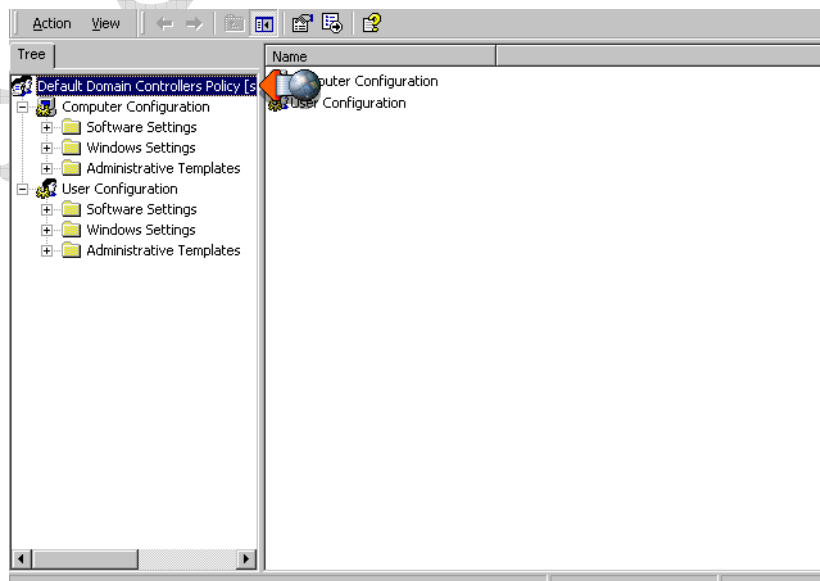 Action View
Tree
Default Domain Controllers Policy [s
Computer Configuration
Software Settings
Windows Settings
Administrative Templates
User Configuration
Software Settings
Windows Settings
Administrative Templates
Name
puter Configuration
User Configuration